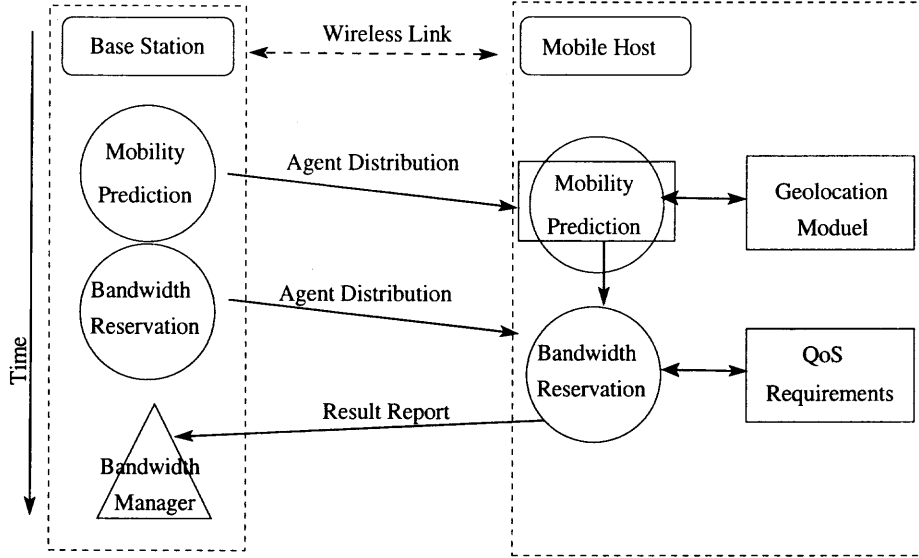 Base Station
Wireless Link
Mobile Host
Mobility
Prediction
Agent Distribution
Mobility
Prediction
Geolocation
Moduel
Bandwidth
Reservation
Agent Distribution
Bandwidth
Reservation
QoS
Requirements
Time
Result Report
Bandwidth
Manager